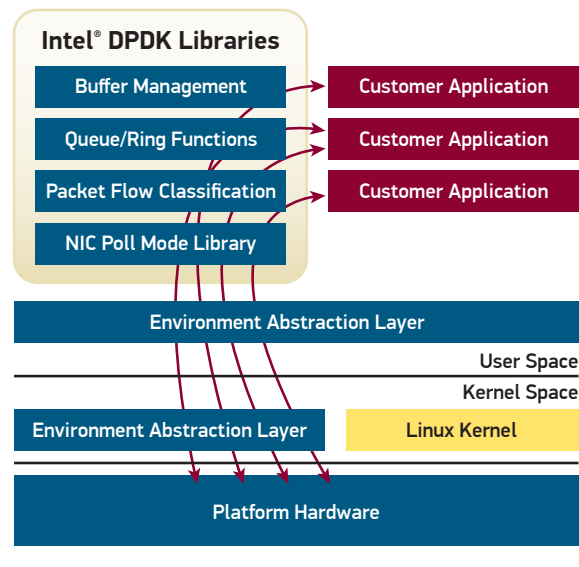 Intel® DPDK Libraries
Buffer Management
Customer Application
Queue/Ring Functions
Customer Application
Packet Flow Classification
Customer Application
NIC Poll Mode Library
Environment Abstraction Layer
User Space
Kernel Space
Environment Abstraction Layer
Linux Kernel
Platform Hardware